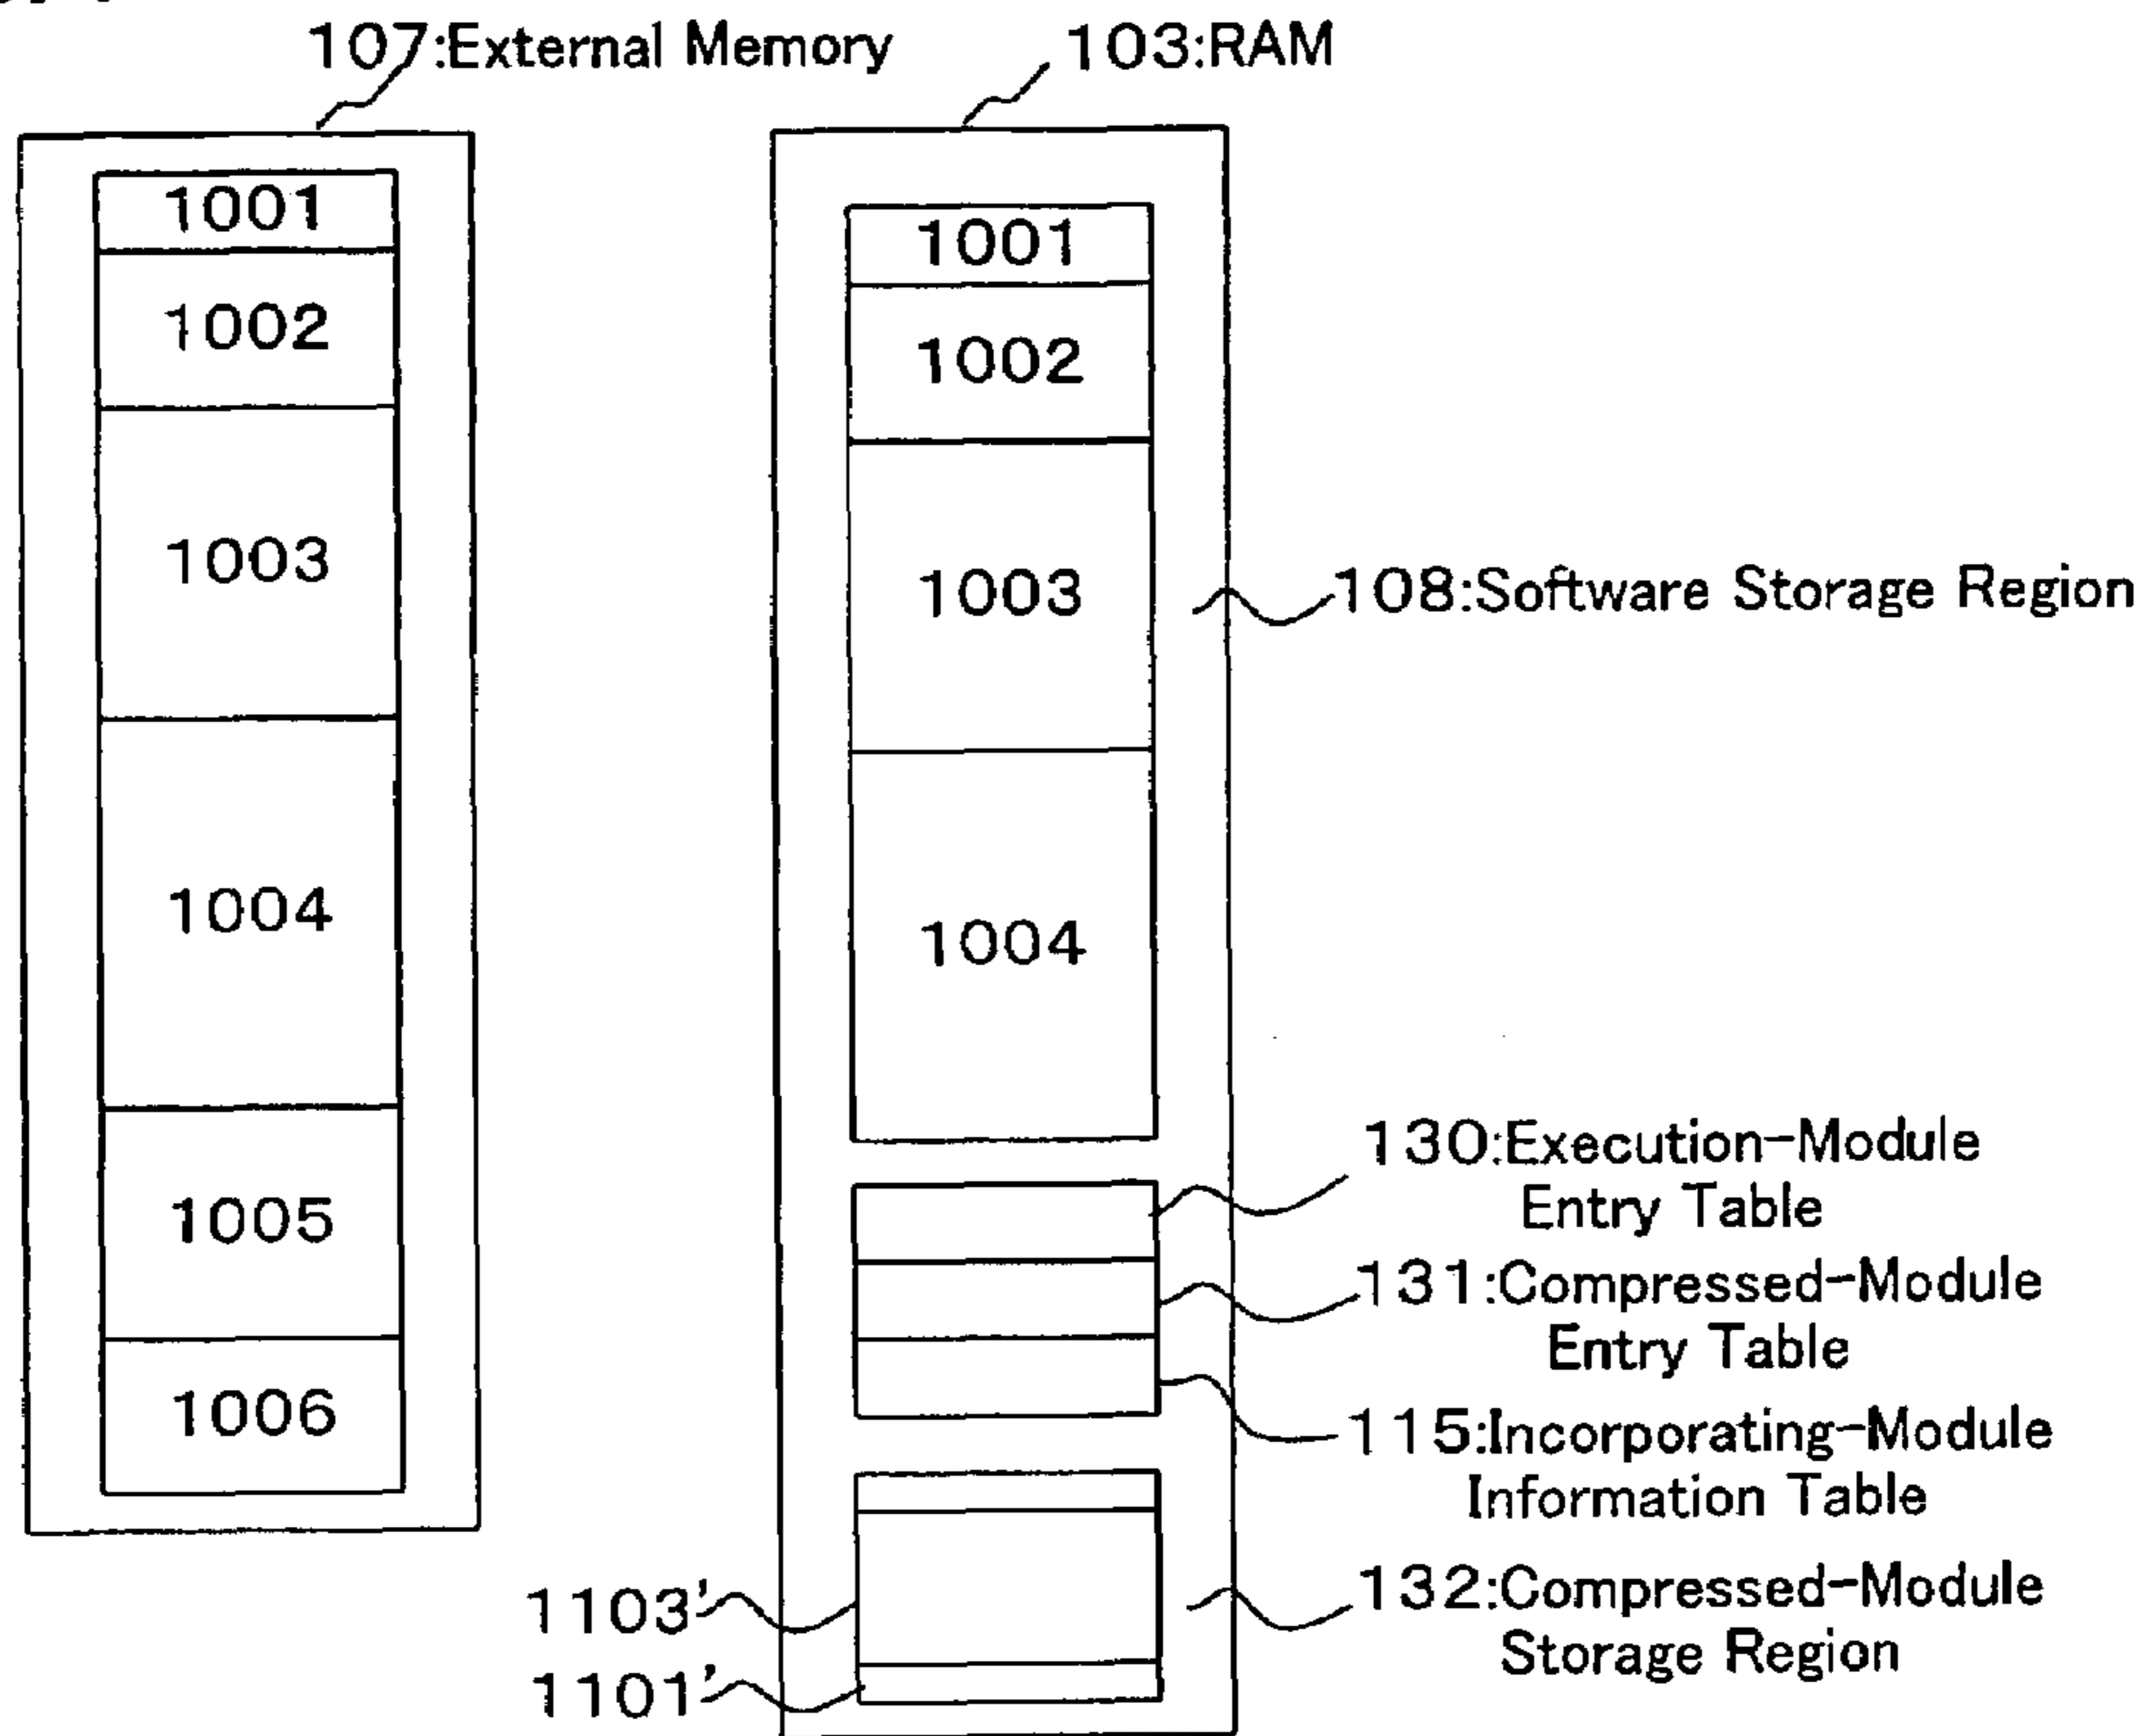 107:External Memory
103:RAM
1001
1002
1003
1004
1005
1006
1001
1002
1003
1004
108:Software Storage Region
130:Execution-Module
Entry Table
131:Compressed-Module
Entry Table
115:Incorporating-Module
Information Table
1103'
1101'
132:Compressed-Module
Storage Region